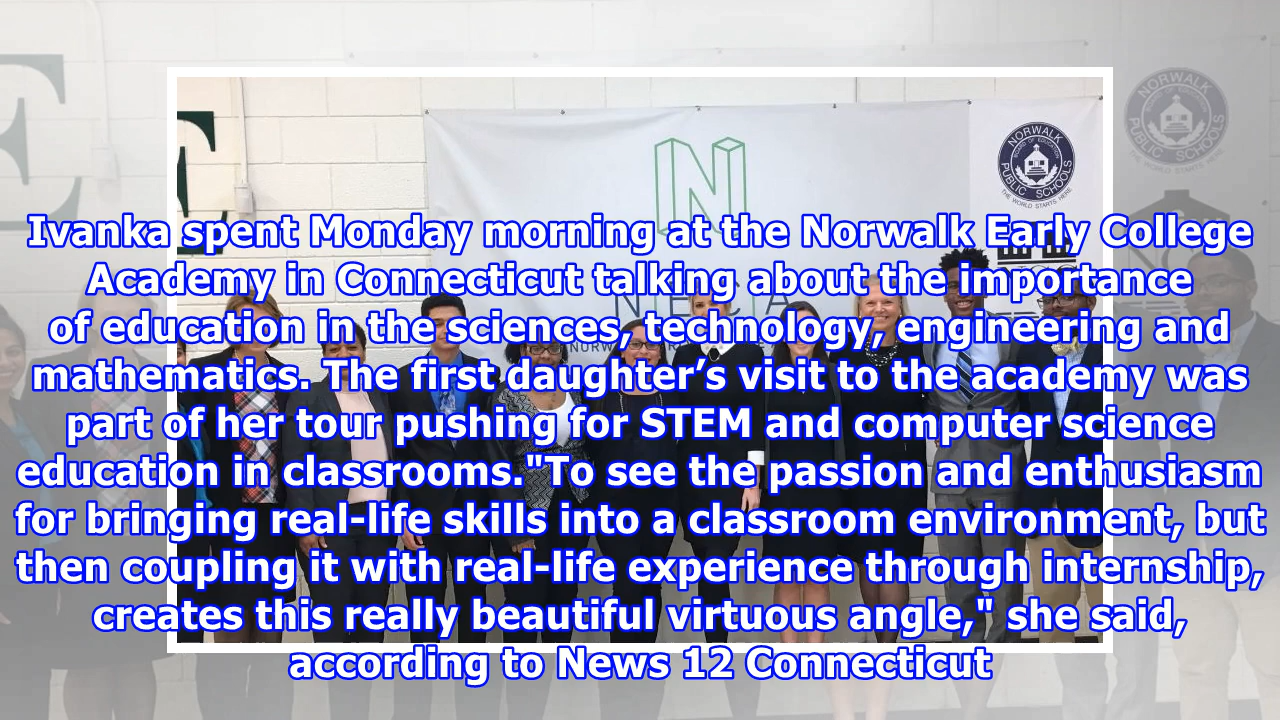 NORWALK
BOARD OF EDUCATION
PUBLIC SCHOOLS
THE WORLD STARTS HERE
Ivanka spent Monday morning at the Norwalk Early College
Academy in Connecticut talking about the importance
of education in the sciences, technology, engineering and
mathematics. The first daughter’s visit to the academy was
part of her tour pushing for STEM and computer science
education in classrooms."To see the passion and enthusiasm
for bringing real-life skills into a classroom environment, but
then coupling it with real-life experience through internship,
creates this really beautiful virtuous angle," she said,
according to News 12 Connecticut